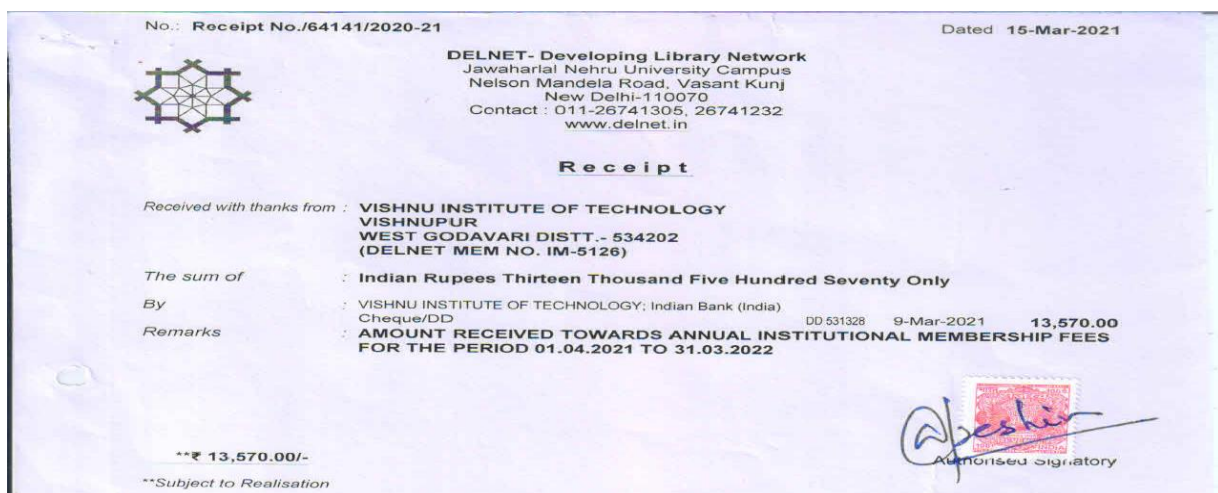 No.: Receipt No./64141/2020-21 Dated 15-Mar-2021
DELNET- Developing Library Network
Jawaharlal Nehru University Campus
Nelson Mandela Road, Vasant Kunj
New Delhi-110070
Contact : 011-26741305, 26741232
www.delnet.in
Receipt
Received with thanks from : VISHNU INSTITUTE OF TECHNOLOGY
VISHNUPUR
WEST GODAVARI DISTT.- 534202
(DELNET MEM NO. IM-5126)
The sum of : Indian Rupees Thirteen Thousand Five Hundred Seventy Only
By : VISHNU INSTITUTE OF TECHNOLOGY; Indian Bank (India)
Cheque/DD DD 531328 9-Mar-2021 13,570.00
Remarks : AMOUNT RECEIVED TOWARDS ANNUAL INSTITUTIONAL MEMBERSHIP FEES
FOR THE PERIOD 01.04.2021 TO 31.03.2022
**₹ 13,570.00/-
Authorised Signatory
**Subject to Realisation